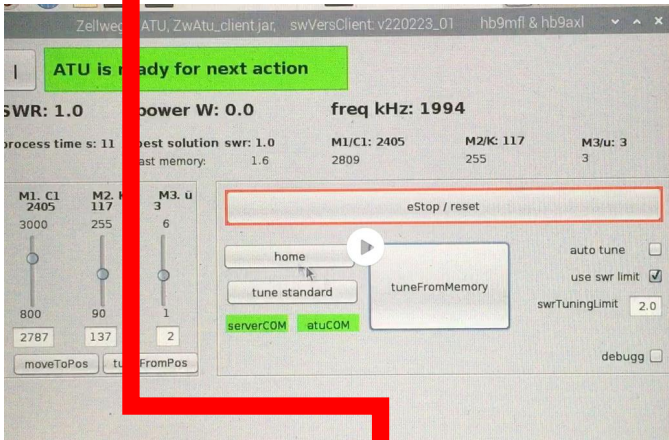 ATU, ZwAtu_client.jar, swVersClient: v220223_01 hb9mfl & hb9axl
ATU is ready for next action
SWR: 1.0 power W: 0.0 freq kHz: 1994
process time s: 11 best solution swr: 1.0 M1/C1: 2405 M2/K: 117 M3/u: 3
last memory: 1.6 2809 255 3
M1. C1 M2. K M3. ü
2405 117 3
3000 255 6
eStop / reset
home
tune standard
tuneFromMemory
auto tune
use swr limit
swrTuningLimit 2.0
serverCOM atuCOM
800 90 1
2787 137 2
moveToPos FromPos
debugg